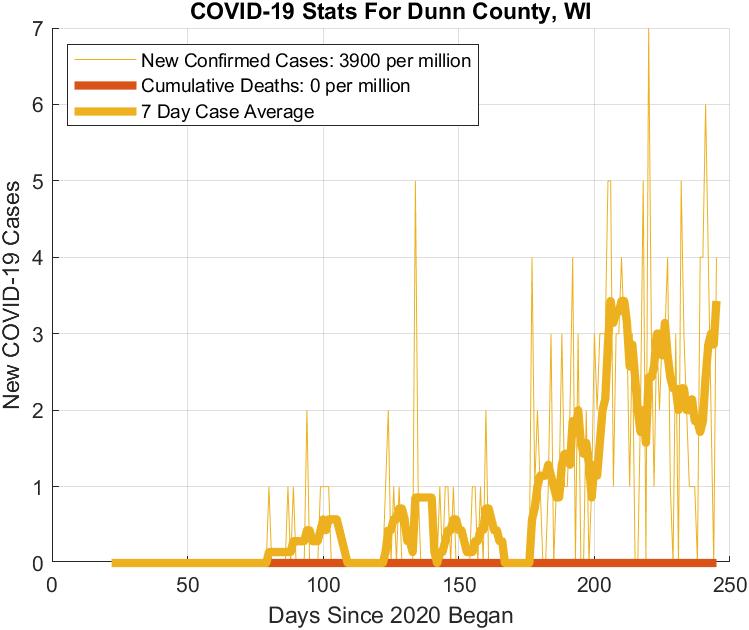 COVID-19 Stats For Dunn County, WI
New Confirmed Cases: 3900 per million
Cumulative Deaths: 0 per million
7 Day Case Average
New COVID-19 Cases
7
6
5
4
3
2
1
0
0 50 100 150 200 250
Days Since 2020 Began